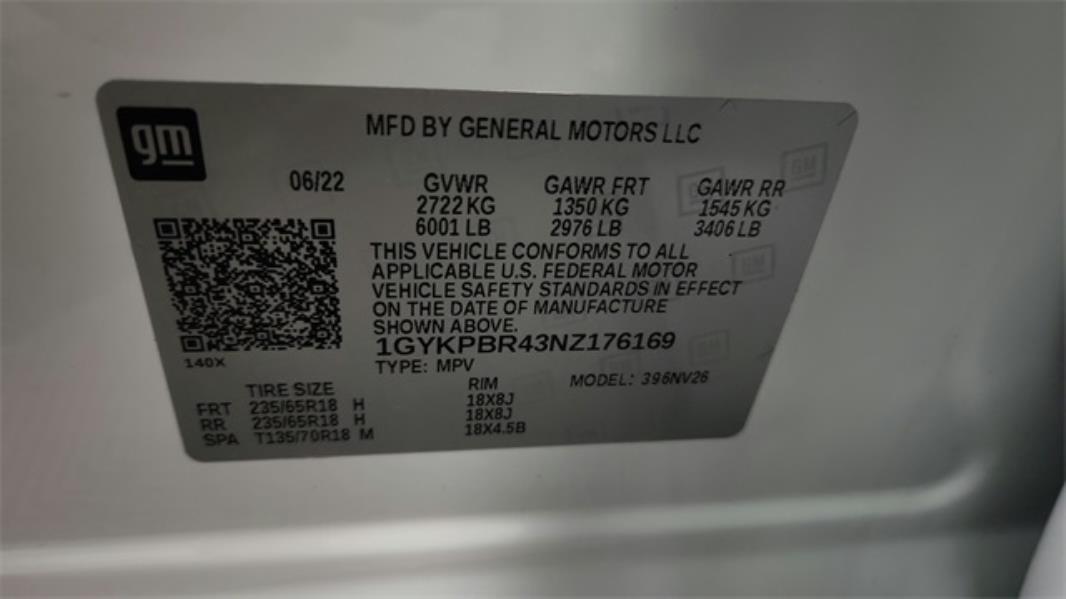 gm
MFD BY GENERAL MOTORS LLC
06/22 GVWR GAWR FRT GAWR RR
2722 KG 1350 KG 1545 KG
6001 LB 2976 LB 3406 LB
THIS VEHICLE CONFORMS TO ALL
APPLICABLE U.S. FEDERAL MOTOR
VEHICLE SAFETY STANDARDS IN EFFECT
ON THE DATE OF MANUFACTURE
SHOWN ABOVE.
1GYKPBR43NZ176169
140X
TYPE: MPV
MODEL: 396NV26
TIRE SIZE RIM
FRT 235/65R18 H 18X8J
RR 235/65R18 H 18X8J
SPA T135/70R18 M 18X4.5B
GM
GM
GM